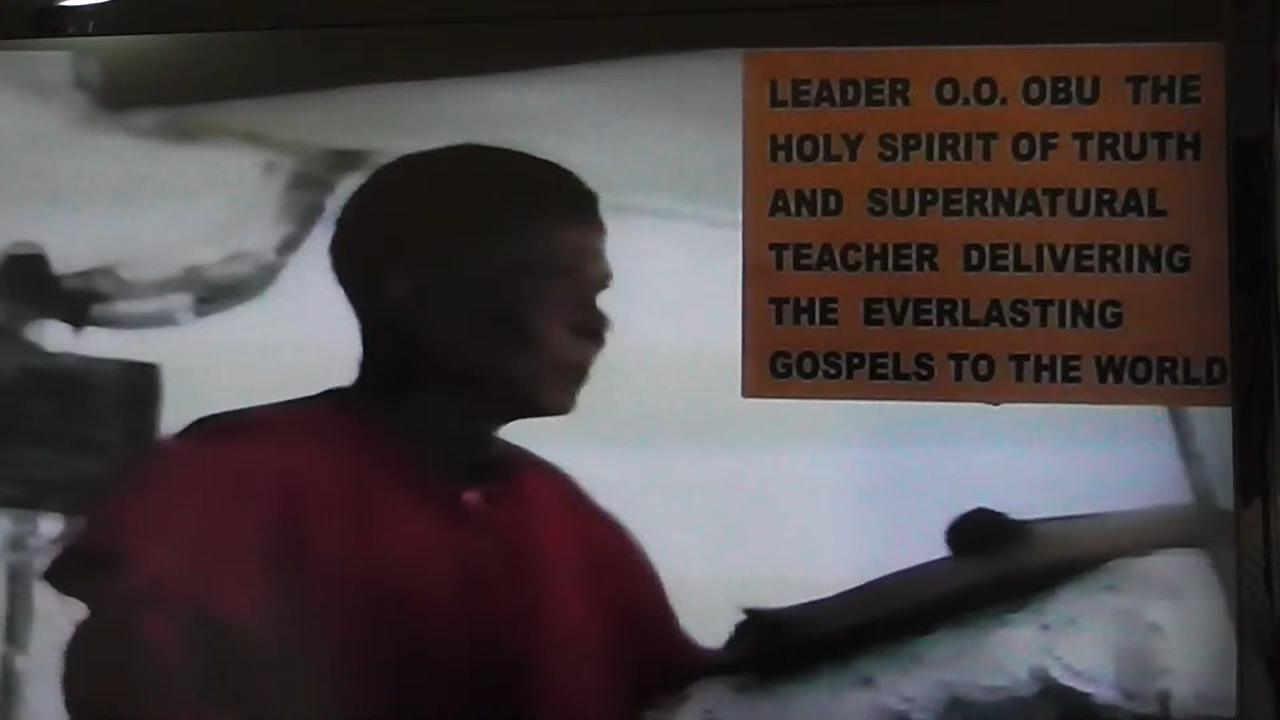 LEADER O.O. OBU THE
HOLY SPIRIT OF TRUTH
AND SUPERNATURAL
TEACHER DELIVERING
THE EVERLASTING
GOSPELS TO THE WORLD